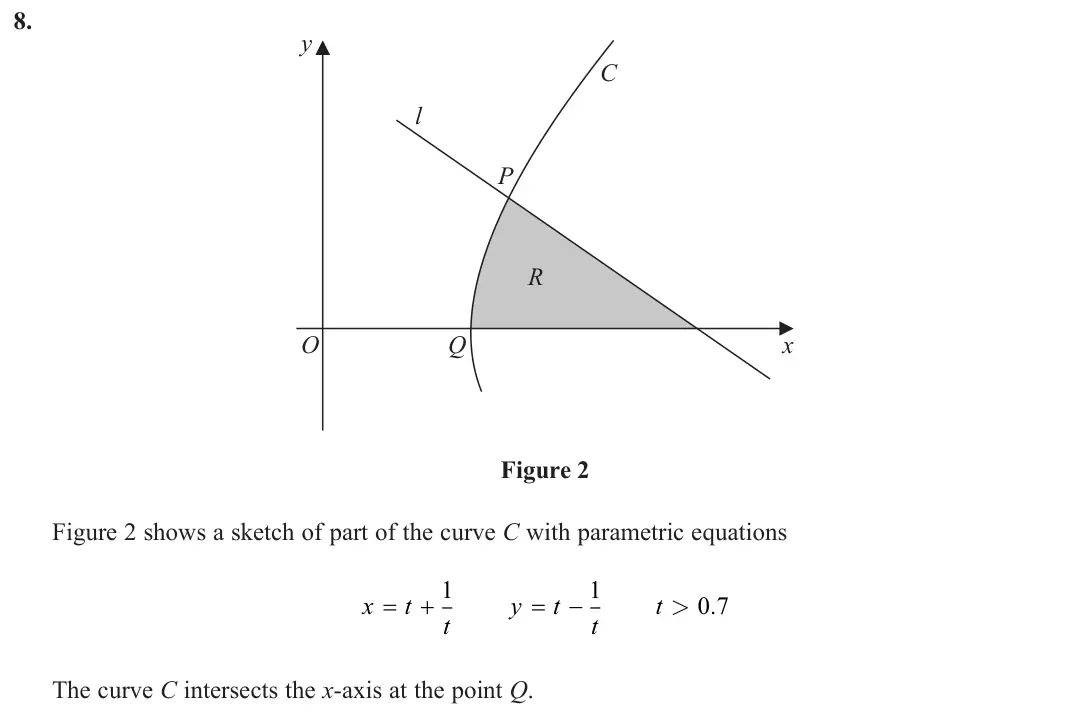 8.
y
C
l
P
R
O
Q
x
Figure 2
Figure 2 shows a sketch of part of the curve C with parametric equations
x = t + 1/t    y = t − 1/t    t > 0.7
The curve C intersects the x-axis at the point Q.